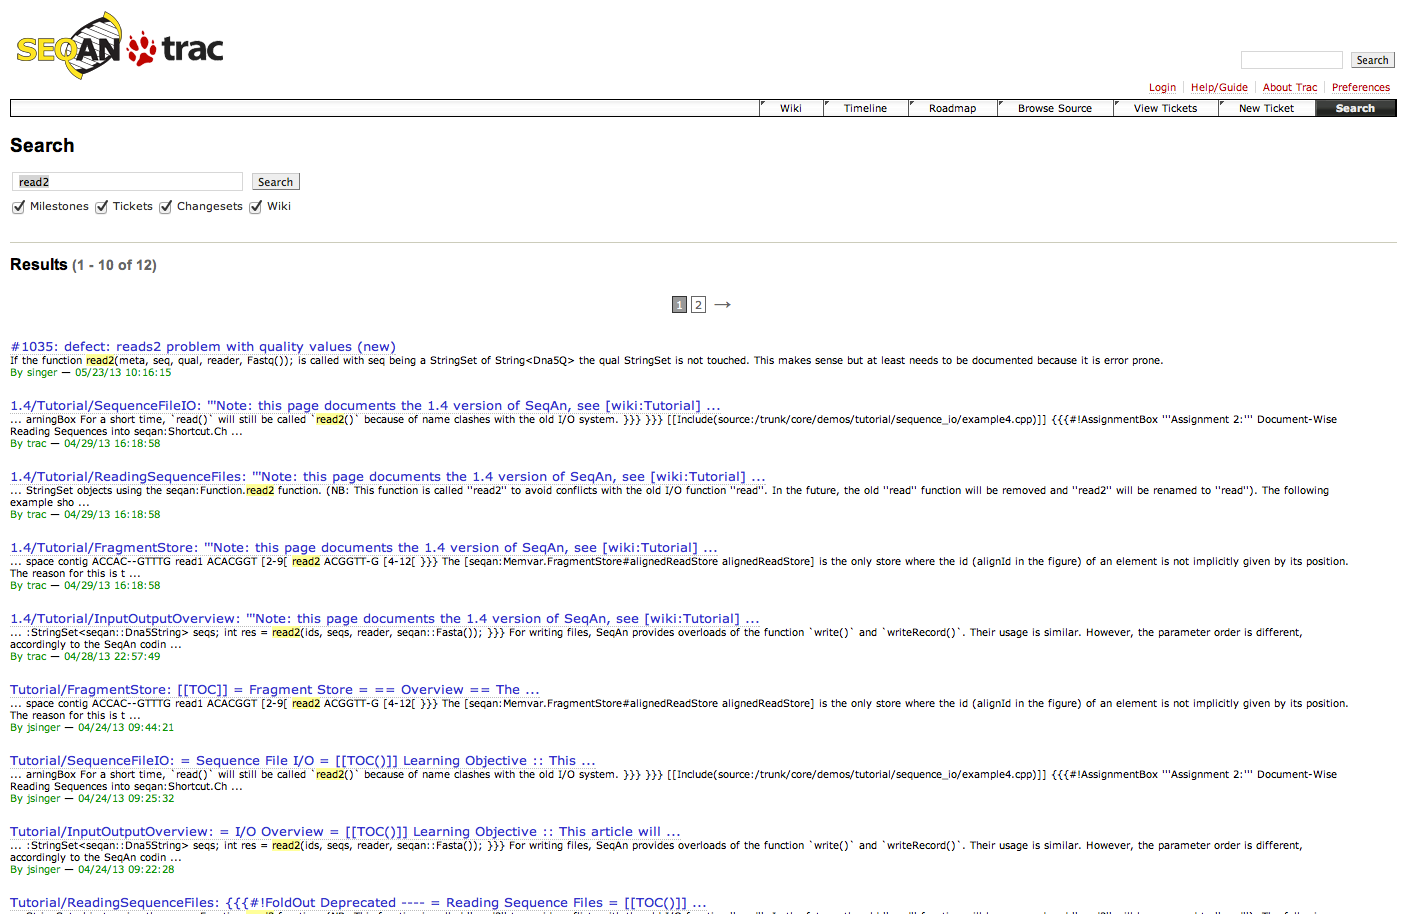 SEQAN trac
Search
Login Help/Guide About Trac Preferences
Wiki Timeline Roadmap Browse Source View Tickets New Ticket Search
Search
read2 Search
Milestones Tickets Changesets Wiki
Results (1 - 10 of 12)
1 2 →
#1035: defect: reads2 problem with quality values (new)
If the function read2(meta, seq, qual, reader, Fastq()); is called with seq being a StringSet of String<Dna5Q> the qual StringSet is not touched. This makes sense but at least needs to be documented because it is error prone.
By singer — 05/23/13 10:16:15
1.4/Tutorial/SequenceFileIO: '''Note: this page documents the 1.4 version of SeqAn, see [wiki:Tutorial] ...
... arningBox For a short time, `read()` will still be called `read2()` because of name clashes with the old I/O system. }}} }}} [[Include(source:/trunk/core/demos/tutorial/sequence_io/example4.cpp)]] {{{#!AssignmentBox '''Assignment 2:''' Document-Wise
Reading Sequences into seqan:Shortcut.Ch ...
By trac — 04/29/13 16:18:58
1.4/Tutorial/ReadingSequenceFiles: '''Note: this page documents the 1.4 version of SeqAn, see [wiki:Tutorial] ...
... StringSet objects using the seqan:Function.read2 function. (NB: This function is called ''read2'' to avoid conflicts with the old I/O function ''read''. In the future, the old ''read'' function will be removed and ''read2'' will be renamed to ''read''). The following
example sho ...
By trac — 04/29/13 16:18:58
1.4/Tutorial/FragmentStore: '''Note: this page documents the 1.4 version of SeqAn, see [wiki:Tutorial] ...
... space contig ACCAC--GTTTG read1 ACACGGT [2-9[ read2 ACGGTT-G [4-12[ }}} The [seqan:Memvar.FragmentStore#alignedReadStore alignedReadStore] is the only store where the id (alignId in the figure) of an element is not implicitly given by its position.
The reason for this is t ...
By trac — 04/29/13 16:18:58
1.4/Tutorial/InputOutputOverview: '''Note: this page documents the 1.4 version of SeqAn, see [wiki:Tutorial] ...
... :StringSet<seqan::Dna5String> seqs; int res = read2(ids, seqs, reader, seqan::Fasta()); }}} For writing files, SeqAn provides overloads of the function `write()` and `writeRecord()`. Their usage is similar. However, the parameter order is different,
accordingly to the SeqAn codin ...
By trac — 04/28/13 22:57:49
Tutorial/FragmentStore: [[TOC]] = Fragment Store = == Overview == The ...
... space contig ACCAC--GTTTG read1 ACACGGT [2-9[ read2 ACGGTT-G [4-12[ }}} The [seqan:Memvar.FragmentStore#alignedReadStore alignedReadStore] is the only store where the id (alignId in the figure) of an element is not implicitly given by its position.
The reason for this is t ...
By jsinger — 04/24/13 09:44:21
Tutorial/SequenceFileIO: = Sequence File I/O = [[TOC()]] Learning Objective :: This ...
... arningBox For a short time, `read()` will still be called `read2()` because of name clashes with the old I/O system. }}} }}} [[Include(source:/trunk/core/demos/tutorial/sequence_io/example4.cpp)]] {{{#!AssignmentBox '''Assignment 2:''' Document-Wise
Reading Sequences into seqan:Shortcut.Ch ...
By jsinger — 04/24/13 09:25:32
Tutorial/InputOutputOverview: = I/O Overview = [[TOC()]] Learning Objective :: This article will ...
... :StringSet<seqan::Dna5String> seqs; int res = read2(ids, seqs, reader, seqan::Fasta()); }}} For writing files, SeqAn provides overloads of the function `write()` and `writeRecord()`. Their usage is similar. However, the parameter order is different,
accordingly to the SeqAn codin ...
By jsinger — 04/24/13 09:22:28
Tutorial/ReadingSequenceFiles: {{{#!FoldOut Deprecated ---- = Reading Sequence Files = [[TOC()]] ...